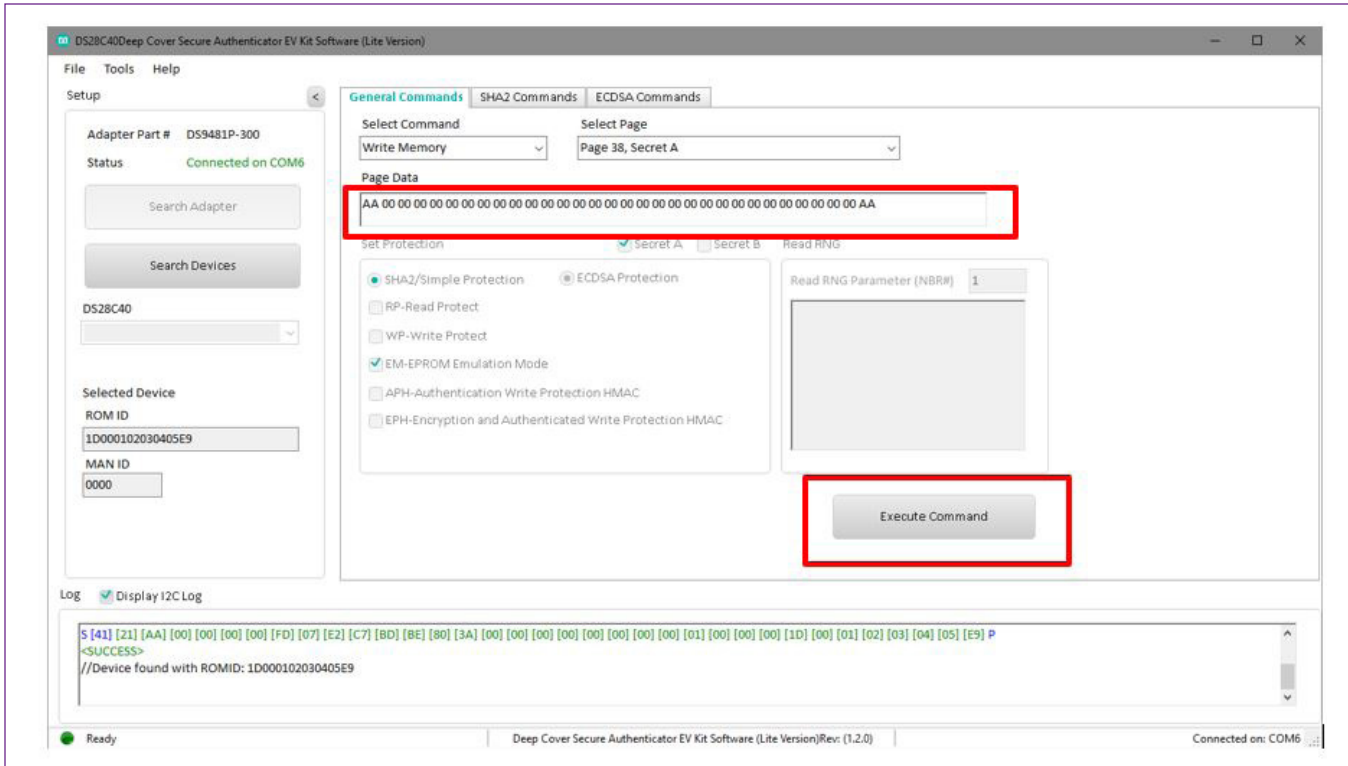 DS28C40Deep Cover Secure Authenticator EV Kit Software (Lite Version)
File Tools Help
Setup <
Adapter Part # DS9481P-300
Status Connected on COM6
Search Adapter
Search Devices
DS28C40
Selected Device
ROM ID
1D000102030405E9
MAN ID
0000
General Commands SHA2 Commands ECDSA Commands
Select Command Select Page
Write Memory Page 38, Secret A
Page Data
AA 00 00 00 00 00 00 00 00 00 00 00 00 00 00 00 00 00 00 00 00 00 00 00 00 00 00 00 00 00 00 AA
Set Protection Secret A Secret B Read RNG
SHA2/Simple Protection ECDSA Protection
RP-Read Protect
WP-Write Protect
EM-EPROM Emulation Mode
APH-Authentication Write Protection HMAC
EPH-Encryption and Authenticated Write Protection HMAC
Read RNG Parameter (NBR#) 1
Execute Command
Log Display I2C Log
S [41] [21] [AA] [00] [00] [00] [00] [FD] [07] [E2] [C7] [BD] [BE] [80] [3A] [00] [00] [00] [00] [00] [00] [00] [00] [01] [00] [00] [00] [1D] [00] [01] [02] [03] [04] [05] [E9] P
<SUCCESS>
//Device found with ROMID: 1D000102030405E9
Ready Deep Cover Secure Authenticator EV Kit Software (Lite Version)Rev: (1.2.0) Connected on: COM6